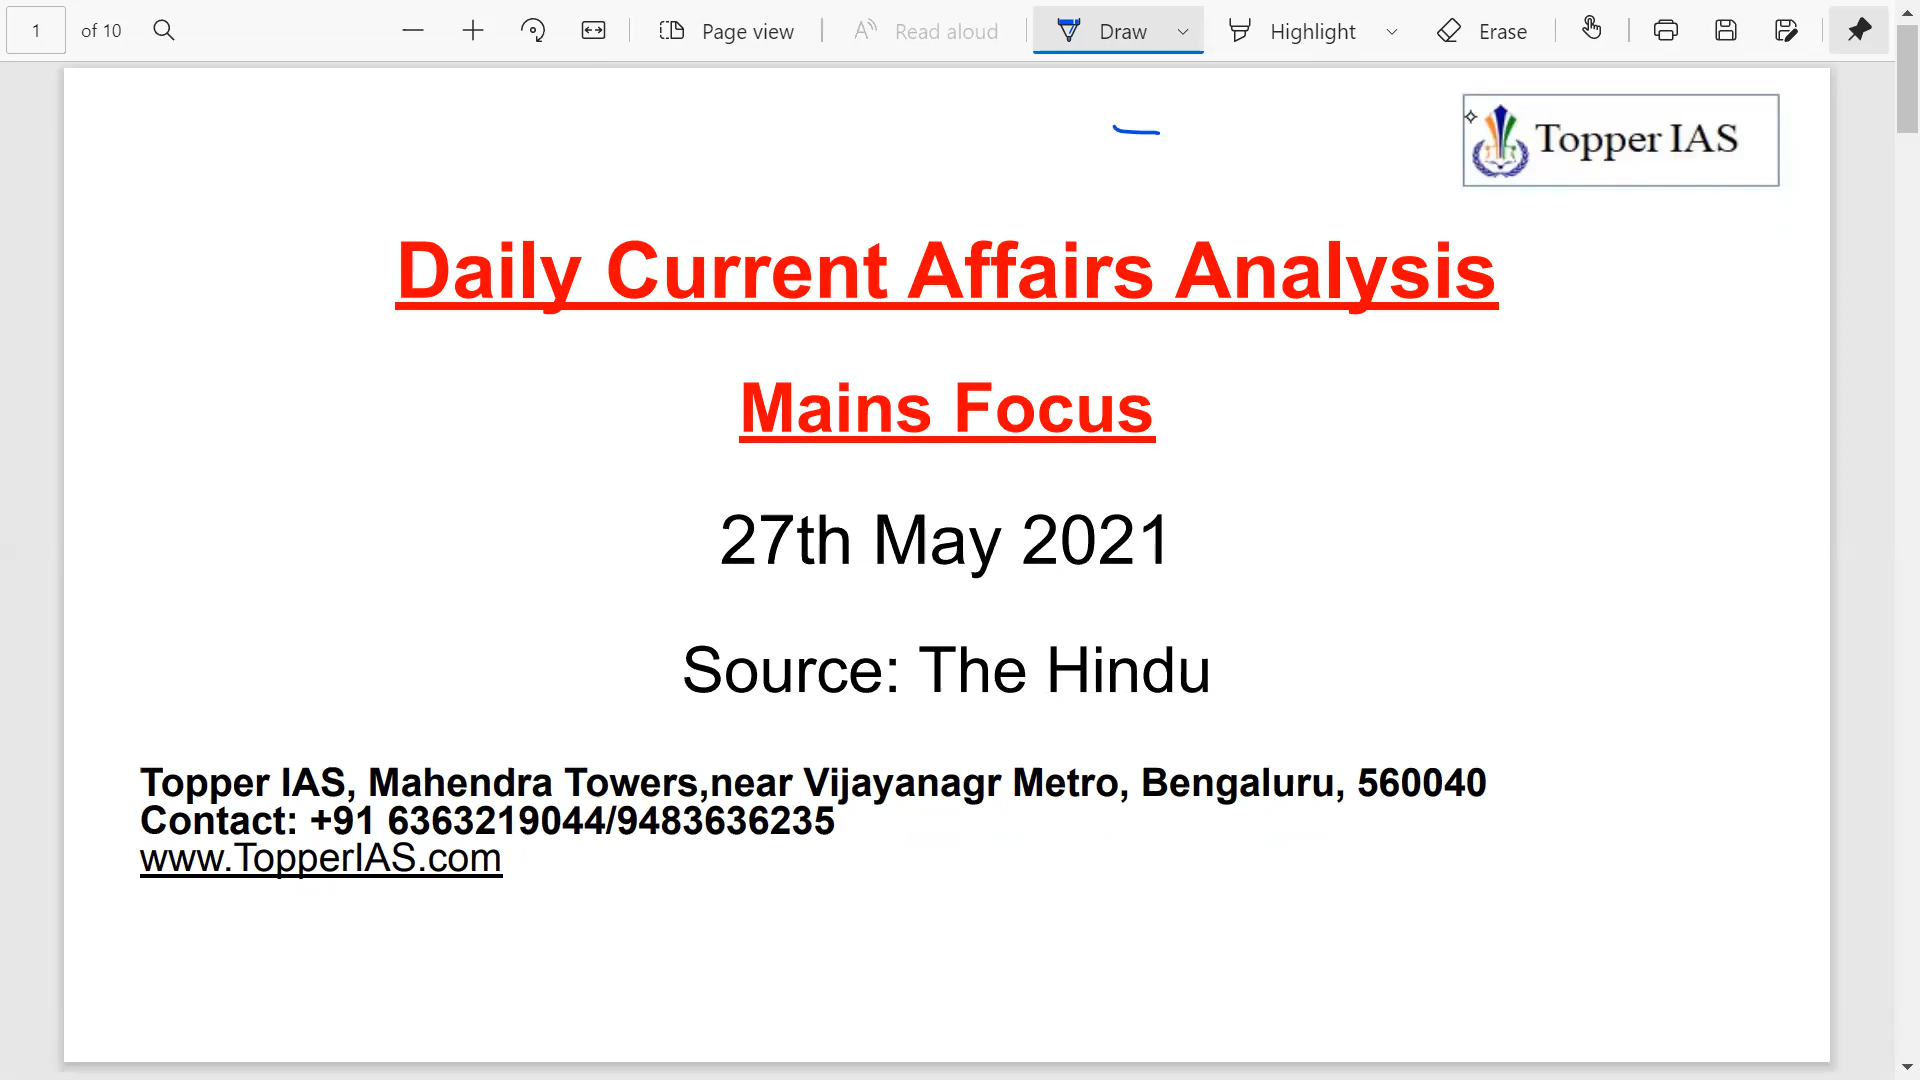 1 of 10 Page view Read aloud Draw Highlight Erase
Topper IAS
Daily Current Affairs Analysis
Mains Focus
27th May 2021
Source: The Hindu
Topper IAS, Mahendra Towers,near Vijayanagr Metro, Bengaluru, 560040
Contact: +91 6363219044/9483636235
www.TopperIAS.com